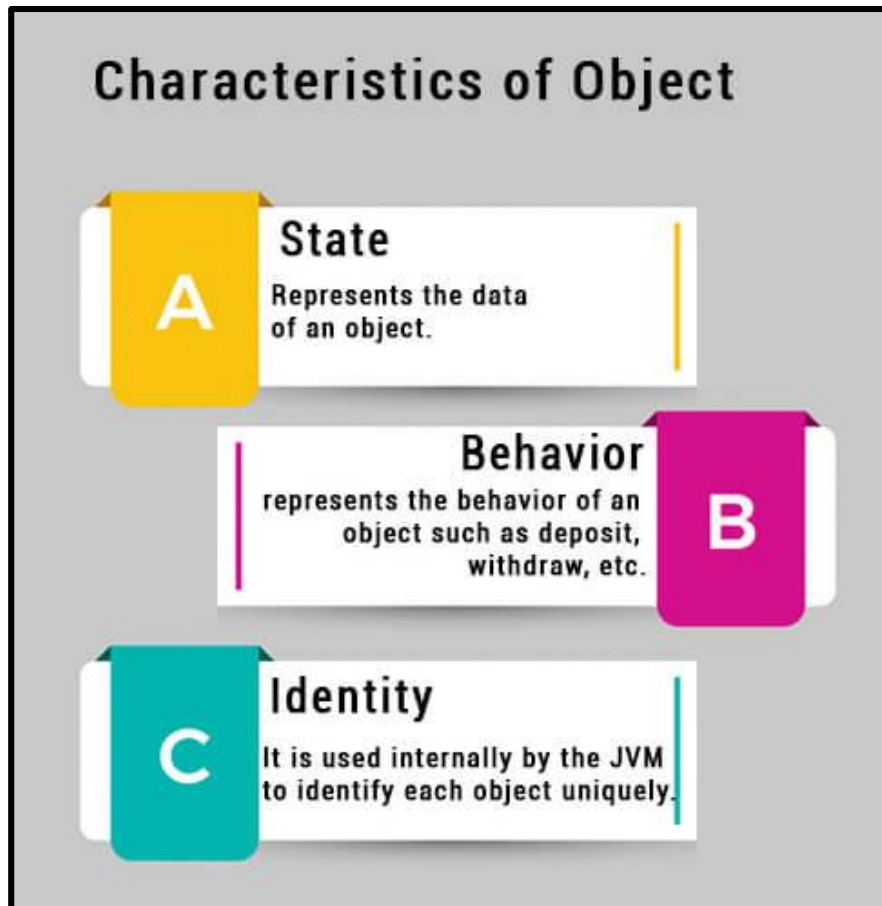 Characteristics of Object
A
State
Represents the data
of an object.
Behavior
represents the behavior of an
object such as deposit,
withdraw, etc.
B
C
Identity
It is used internally by the JVM
to identify each object uniquely.